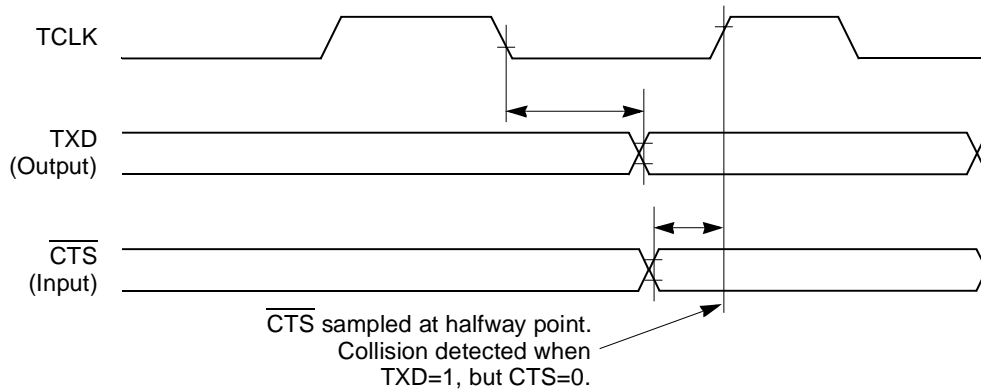 TCLK
TXD
(Output)
CTS
(Input)
CTS sampled at halfway point.
Collision detected when
TXD=1, but CTS=0.